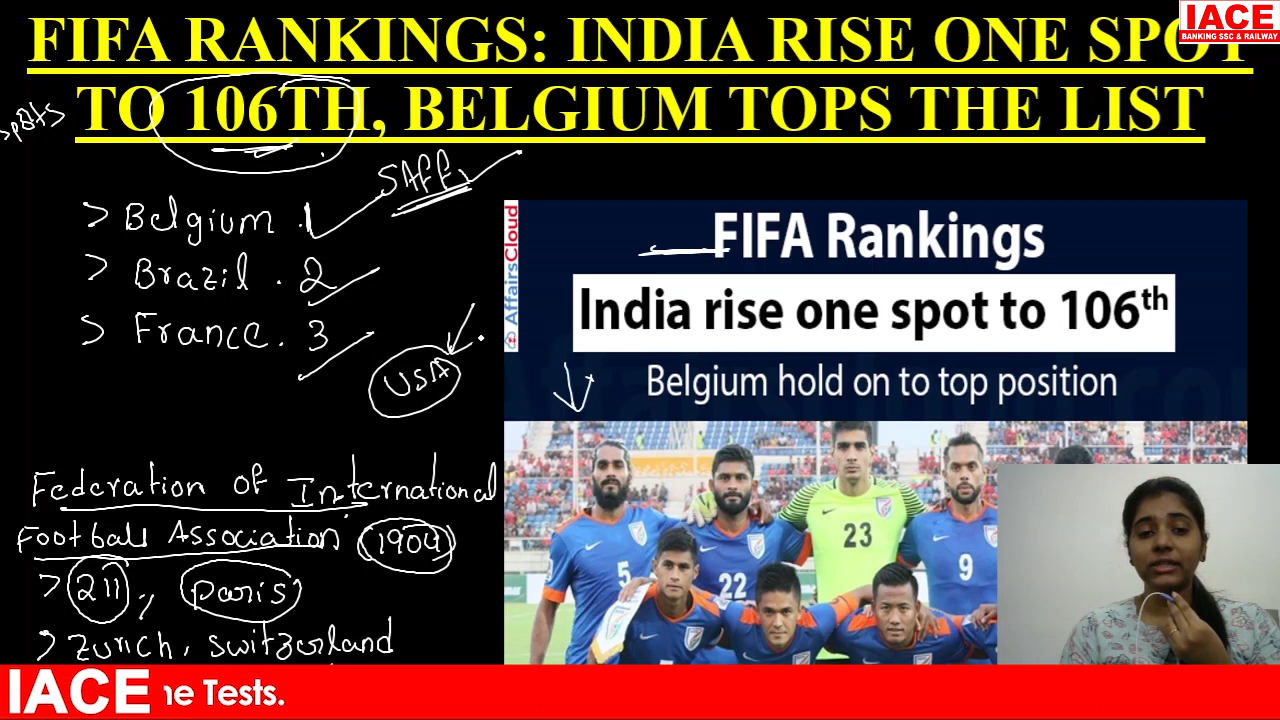 FIFA RANKINGS: INDIA RISE ONE SPOT
TO 106TH, BELGIUM TOPS THE LIST
IACE
BANKING SSC & RAILWAY
spots
SAFF
> Belgium . 1
> Brazil . 2
> France . 3
USA
AffairsCloud
FIFA Rankings
India rise one spot to 106th
Belgium hold on to top position
Federation of International
Football Association (1904)
> 211, Paris
> Zurich, switzerland
5
22
23
9
IACE ne Tests.